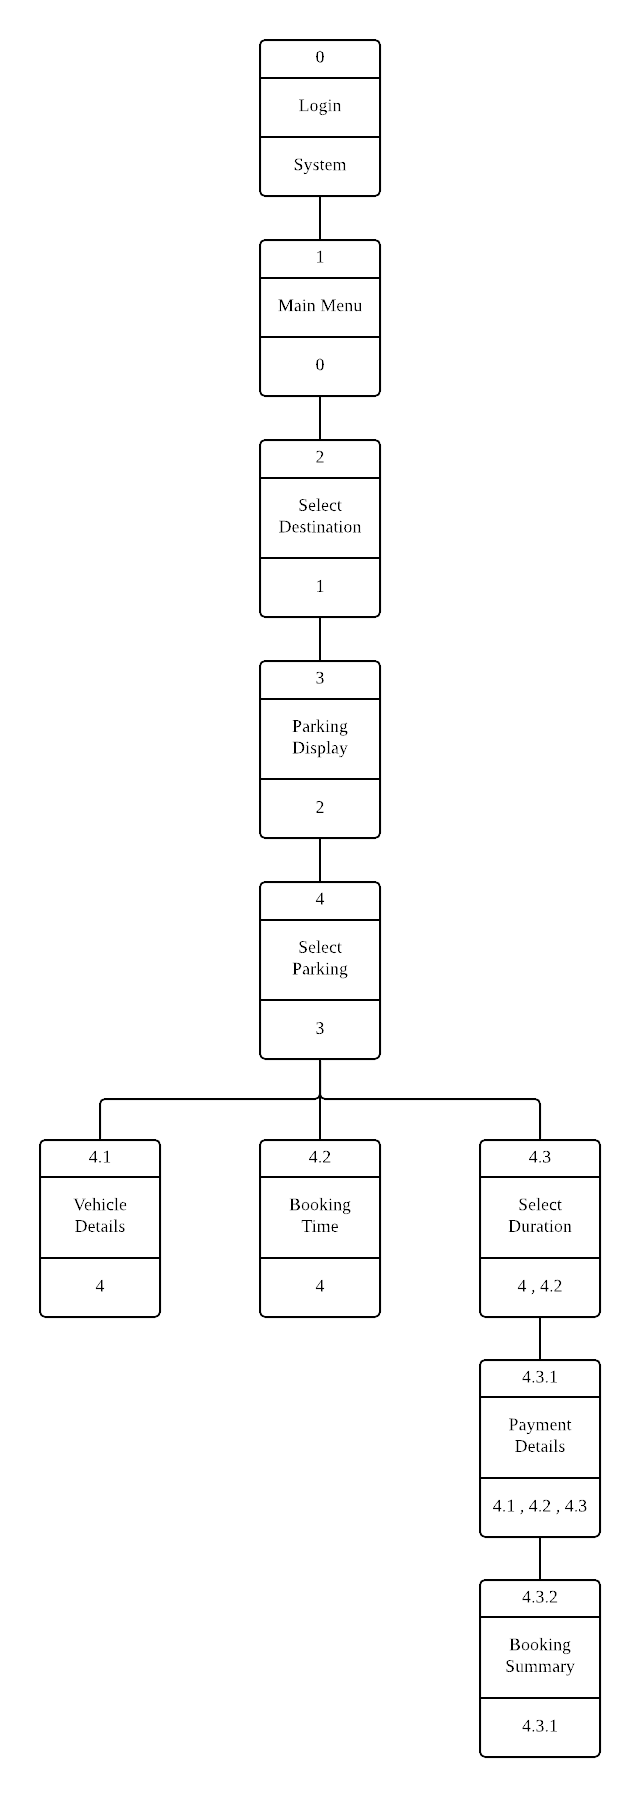 0
Login
System
1
Main Menu
0
2
Select
Destination
1
3
Parking
Display
2
4
Select
Parking
3
4.1
Vehicle
Details
4
4.2
Booking
Time
4
4.3
Select
Duration
4 , 4.2
4.3.1
Payment
Details
4.1 , 4.2 , 4.3
4.3.2
Booking
Summary
4.3.1